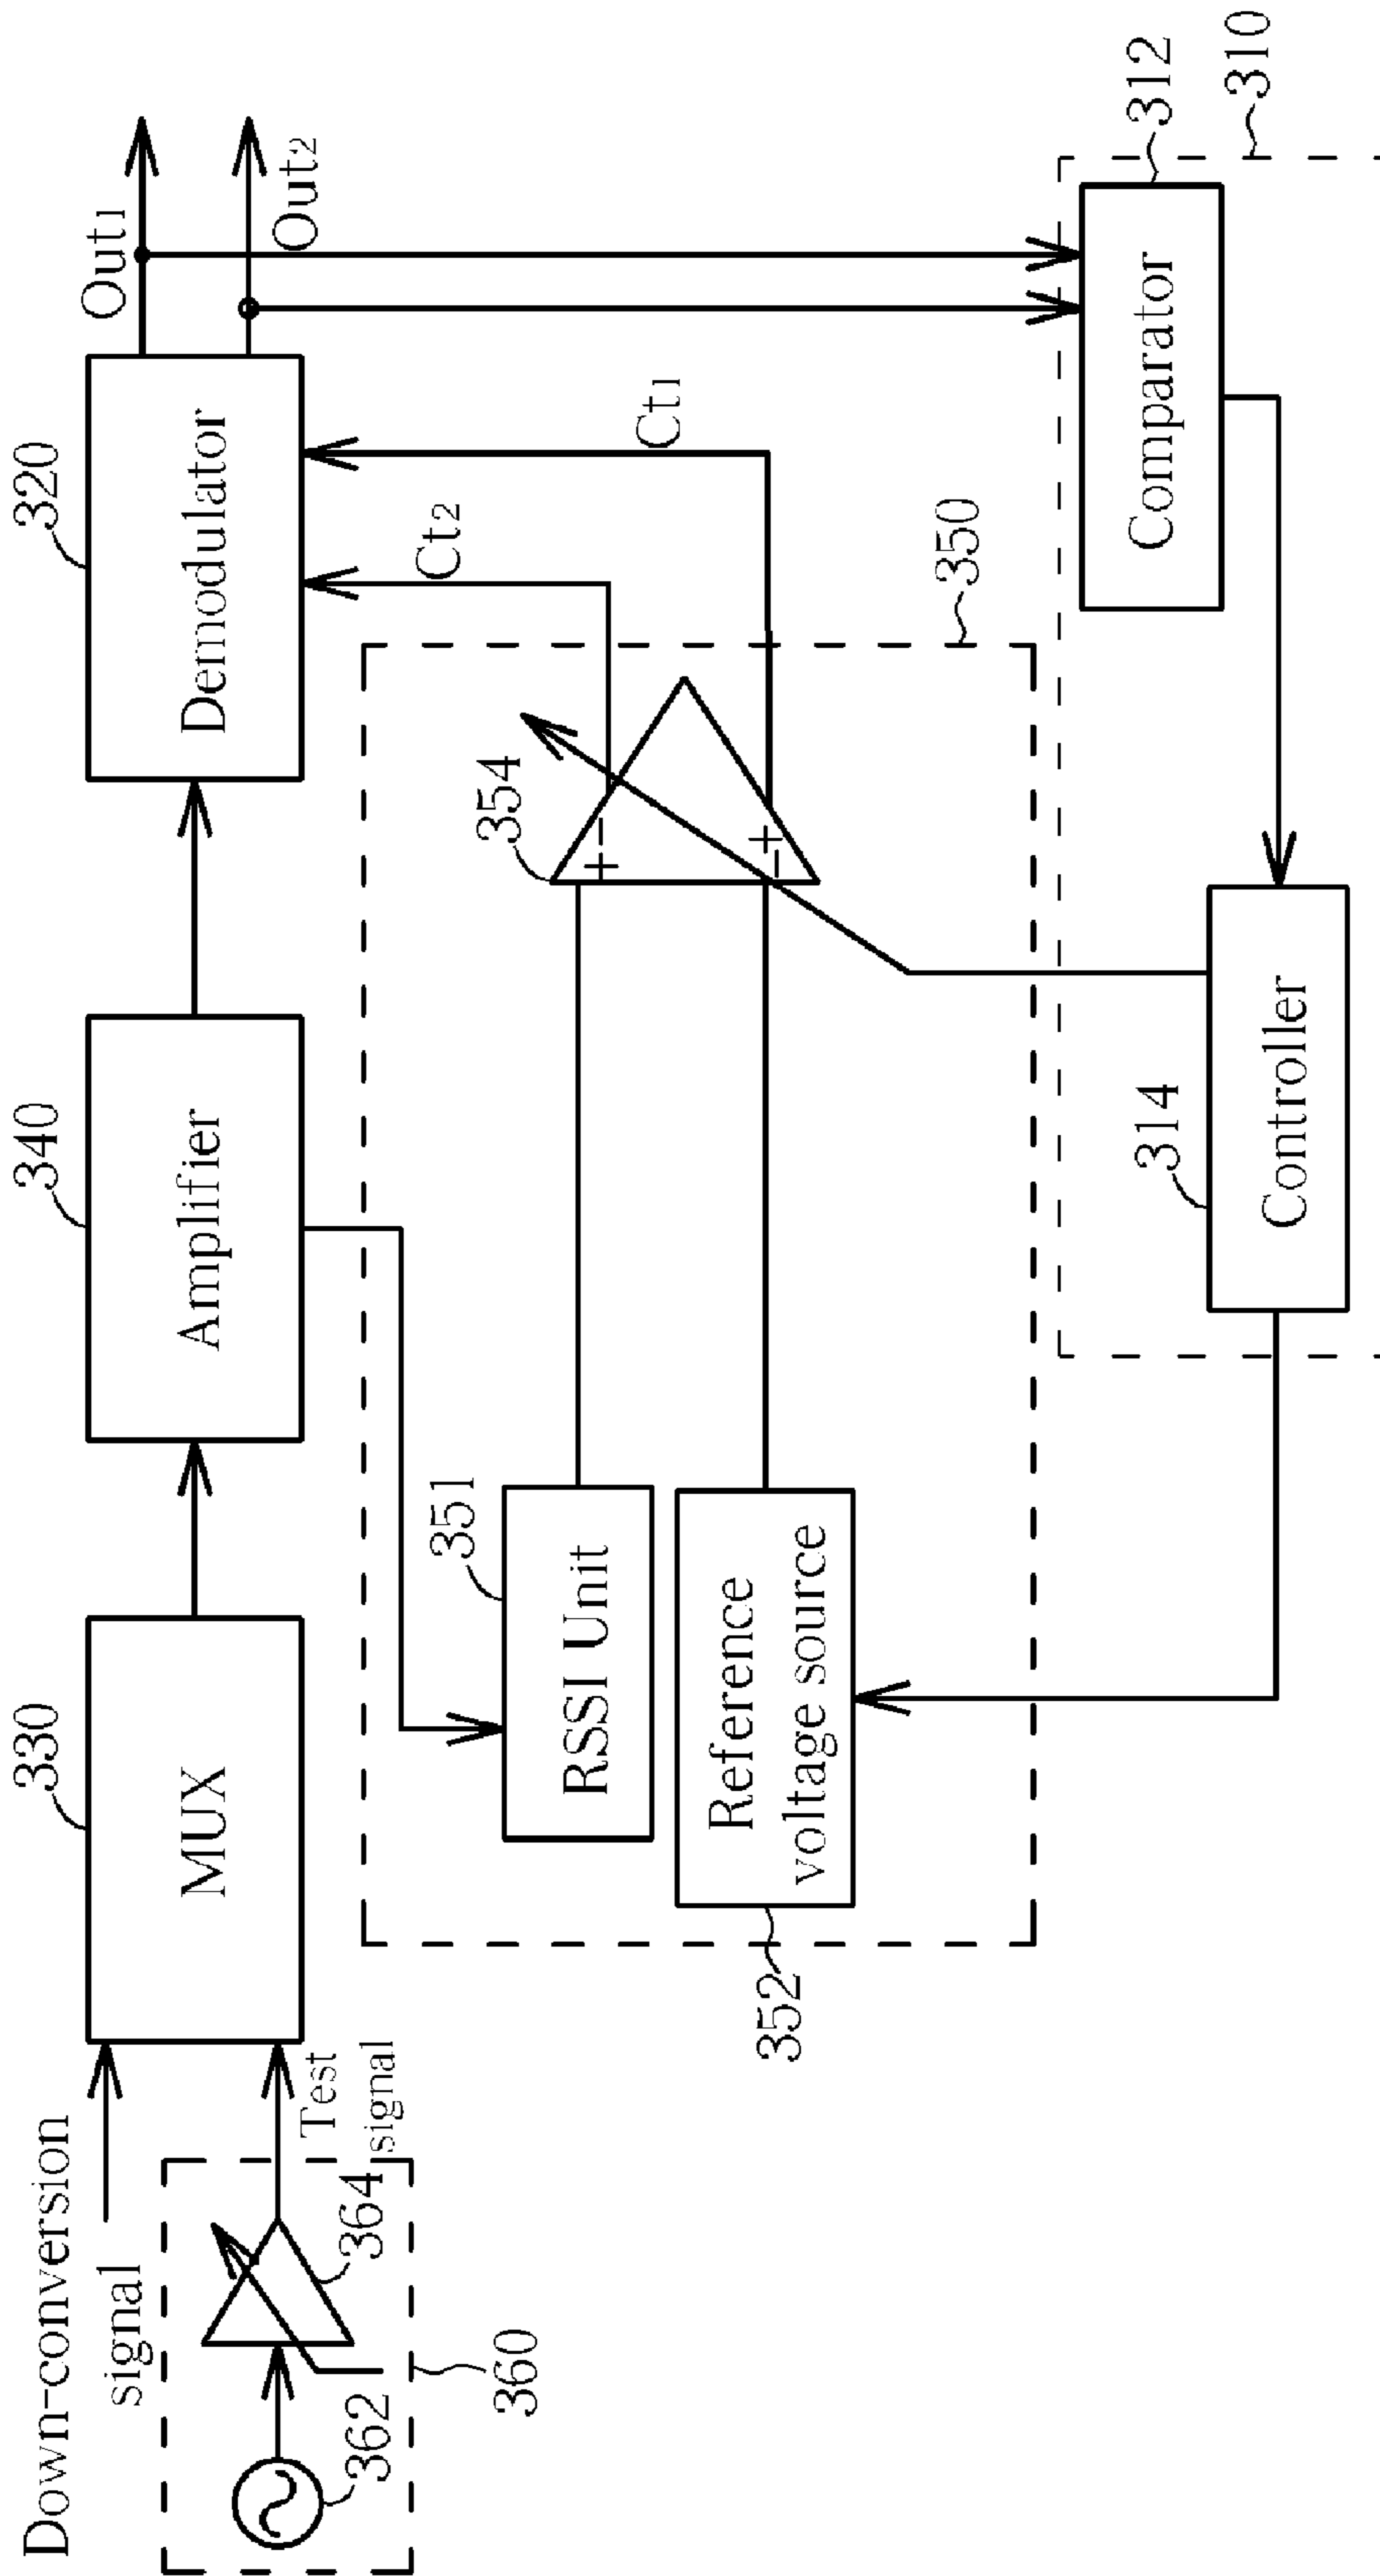 Down-conversion
signal
Test
signal
362
364
360
330
MUX
340
Amplifier
320
Demodulator
Out1
Out2
351
RSSI Unit
352
Reference
voltage source
354
+ -
- +
Ct2
Ct1
350
312
310
Comparator
314
Controller